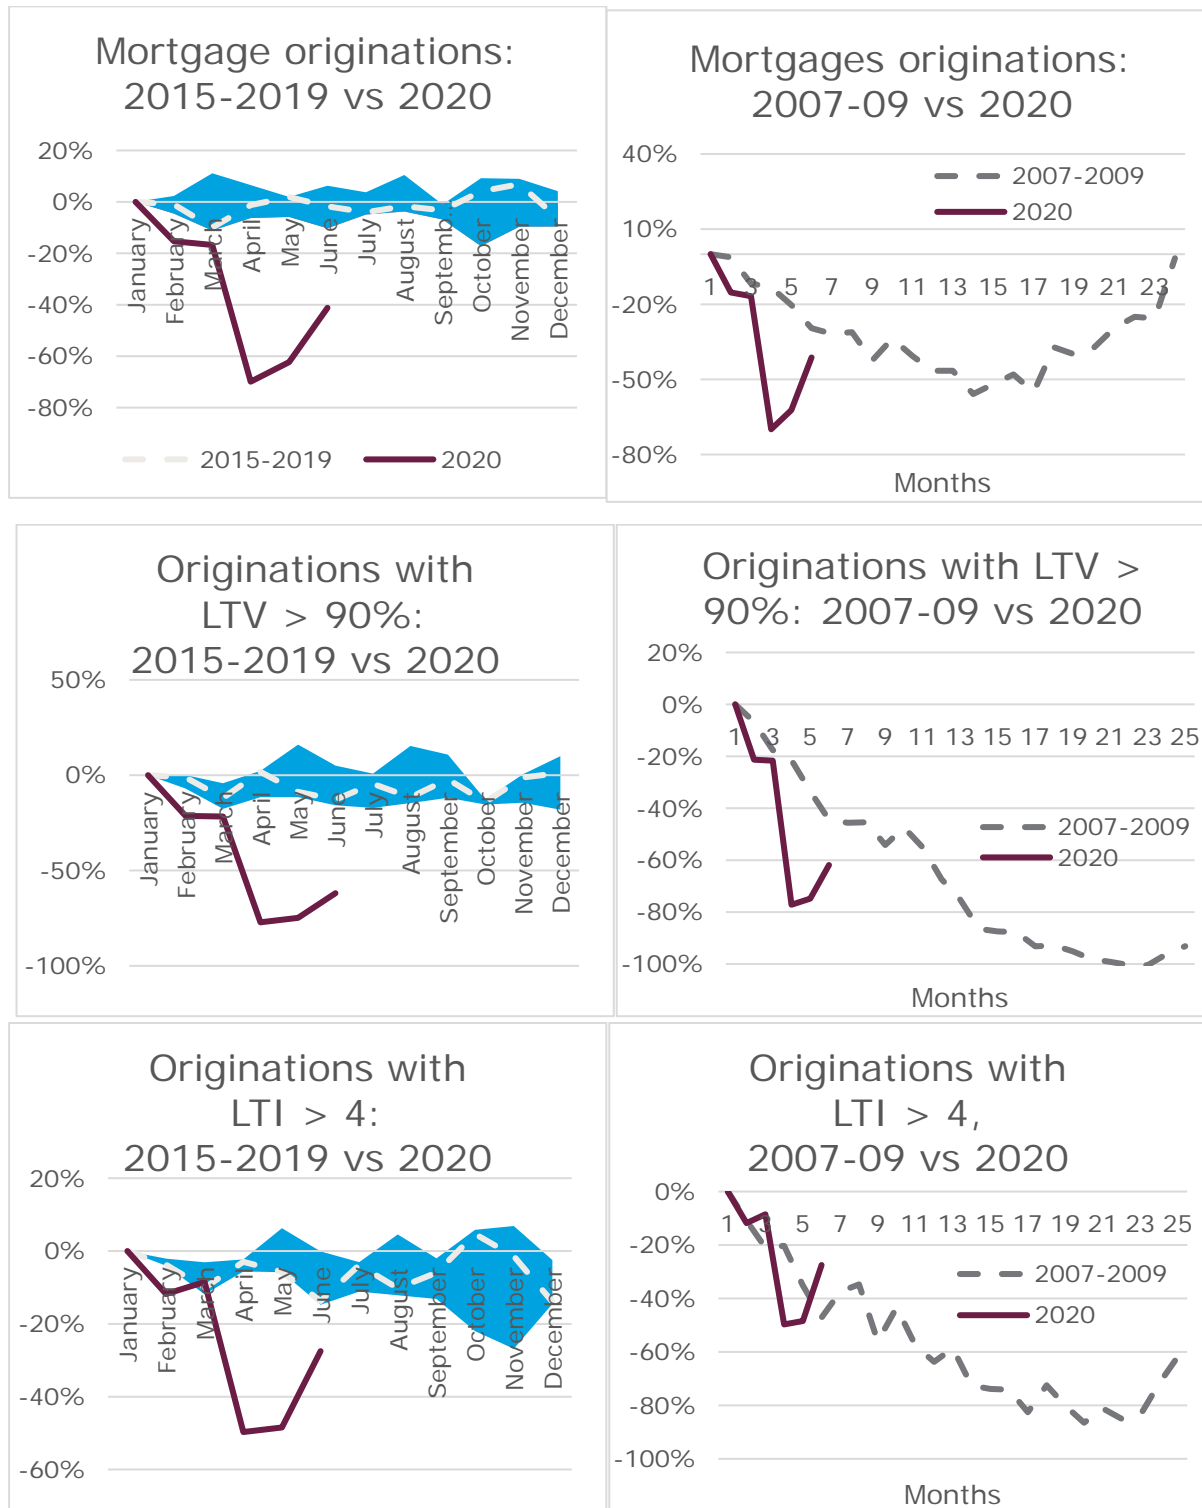 Mortgage originations:
2015-2019 vs 2020
20%
0%
-20%
-40%
-60%
-80%
January
February
March
April
May
June
July
August
Septemb.
October
November
December
2015-2019
2020
Mortgages originations:
2007-09 vs 2020
40%
10%
-20%
-50%
-80%
2007-2009
2020
1 3 5 7 9 11 13 15 17 19 21 23
Months
Originations with
LTV > 90%:
2015-2019 vs 2020
50%
0%
-50%
-100%
January
February
March
April
May
June
July
August
September
October
November
December
Originations with LTV >
90%: 2007-09 vs 2020
20%
0%
-20%
-40%
-60%
-80%
-100%
1 3 5 7 9 11 13 15 17 19 21 23 25
2007-2009
2020
Months
Originations with
LTI > 4:
2015-2019 vs 2020
20%
0%
-20%
-40%
-60%
January
February
March
April
May
June
July
August
September
October
November
December
Originations with
LTI > 4,
2007-09 vs 2020
0%
-20%
-40%
-60%
-80%
-100%
1 3 5 7 9 11 13 15 17 19 21 23 25
2007-2009
2020
Months